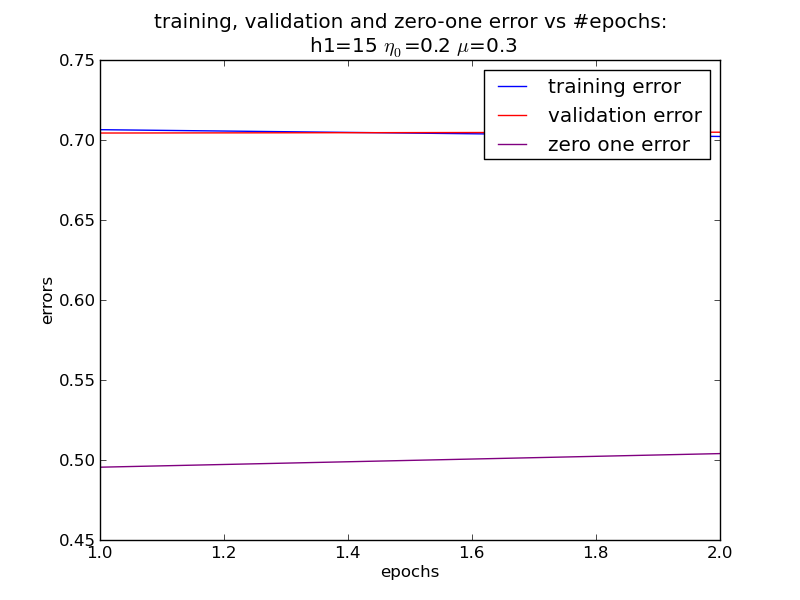 training, validation and zero-one error vs #epochs:
h1=15 η₀=0.2 μ=0.3
training error
validation error
zero one error
0.75
0.70
0.65
0.60
0.55
0.50
0.45
errors
1.0 1.2 1.4 1.6 1.8 2.0
epochs